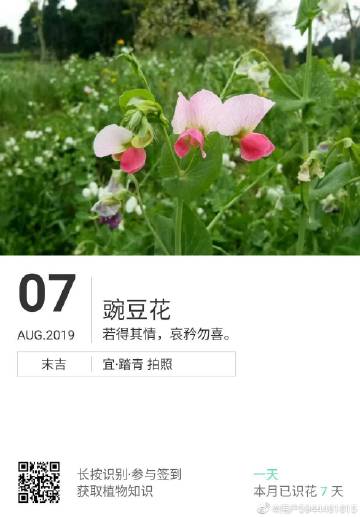 07
AUG.2019
豌豆花
若得其情，哀矜勿喜。
末吉 宜·踏青 拍照
长按识别·参与签到
获取植物知识
一天
本月已识花 7 天
@用户5944461815